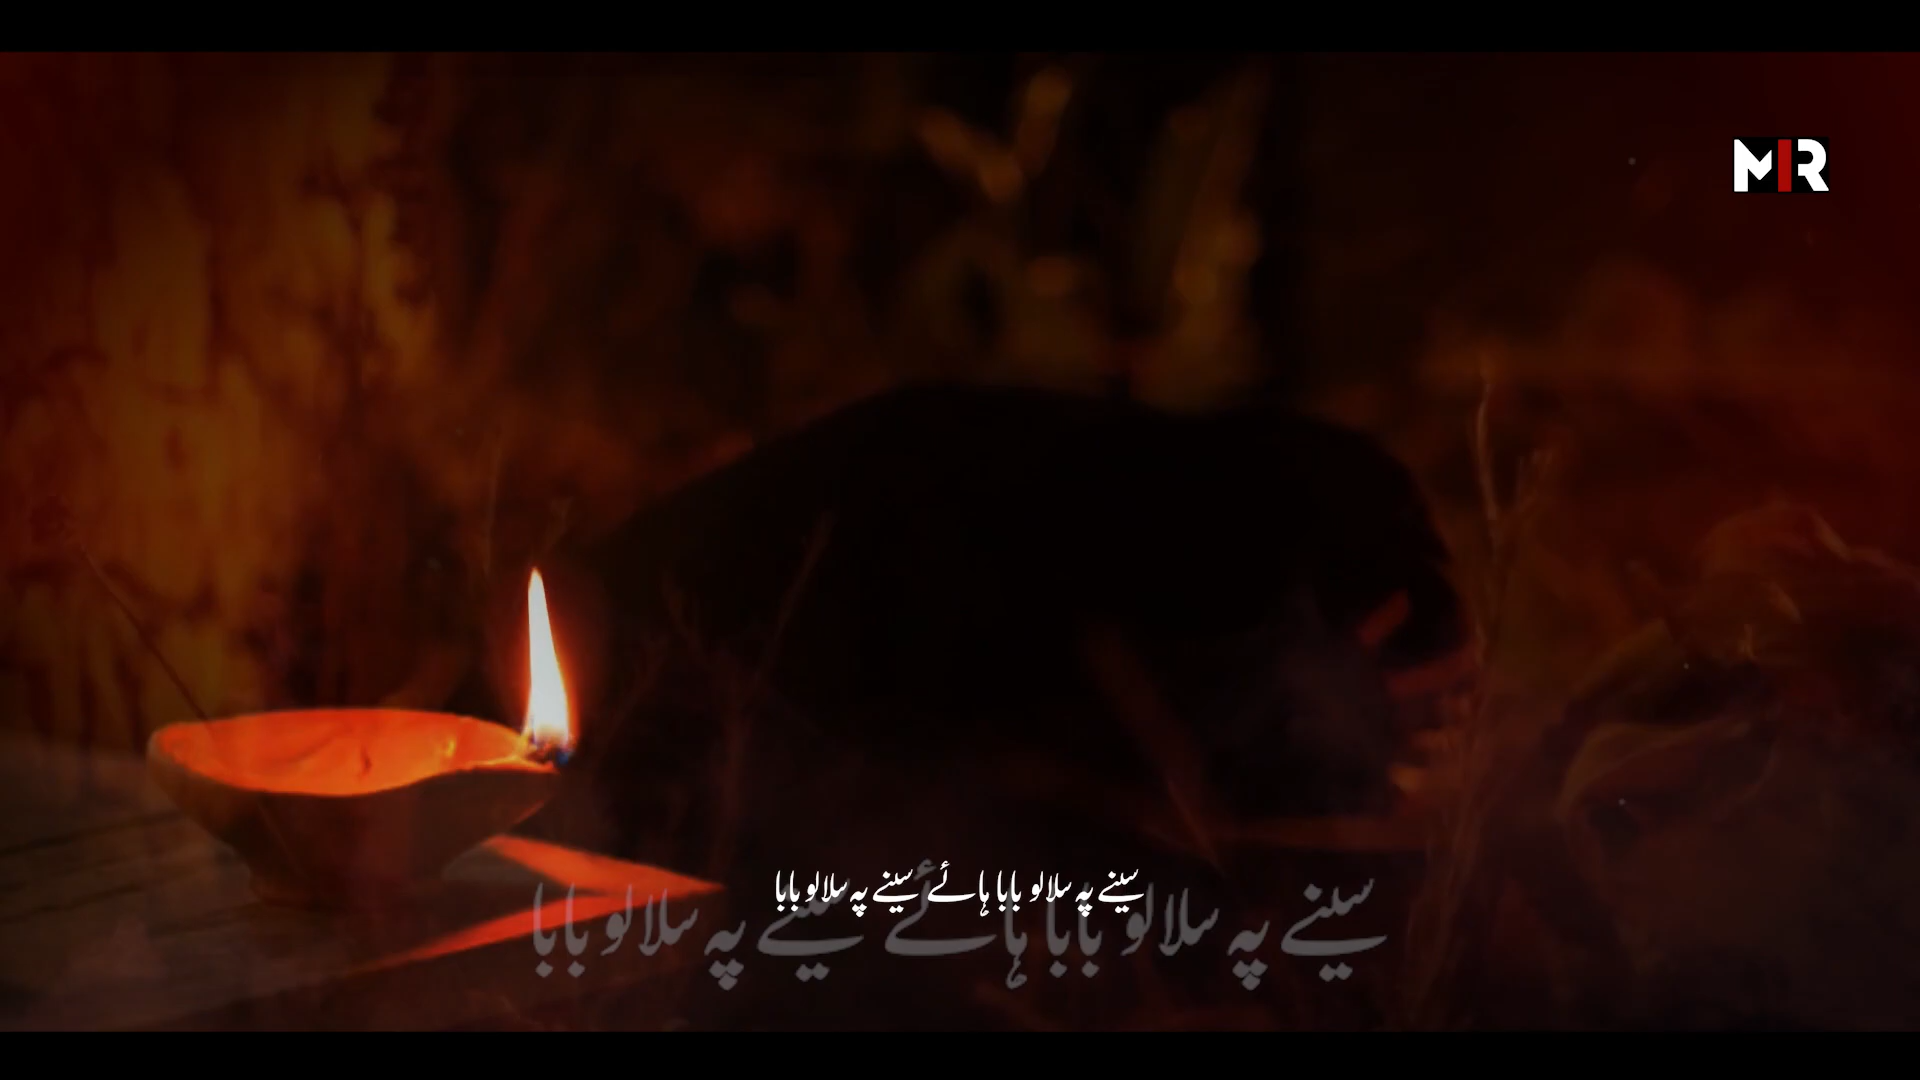 MIR
سینے پہ سلا لو بابا ہائے سینے پہ سلا لو بابا
سینے پہ سلا لو بابا ہائے سینے پہ سلا لو بابا